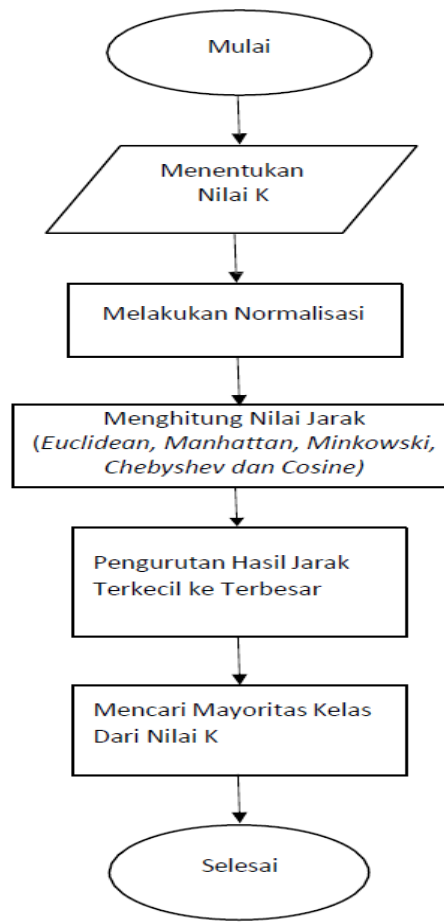 Mulai
Menentukan
Nilai K
Melakukan Normalisasi
Menghitung Nilai Jarak
(Euclidean, Manhattan, Minkowski,
Chebyshev dan Cosine)
Pengurutan Hasil Jarak
Terkecil ke Terbesar
Mencari Mayoritas Kelas
Dari Nilai K
Selesai